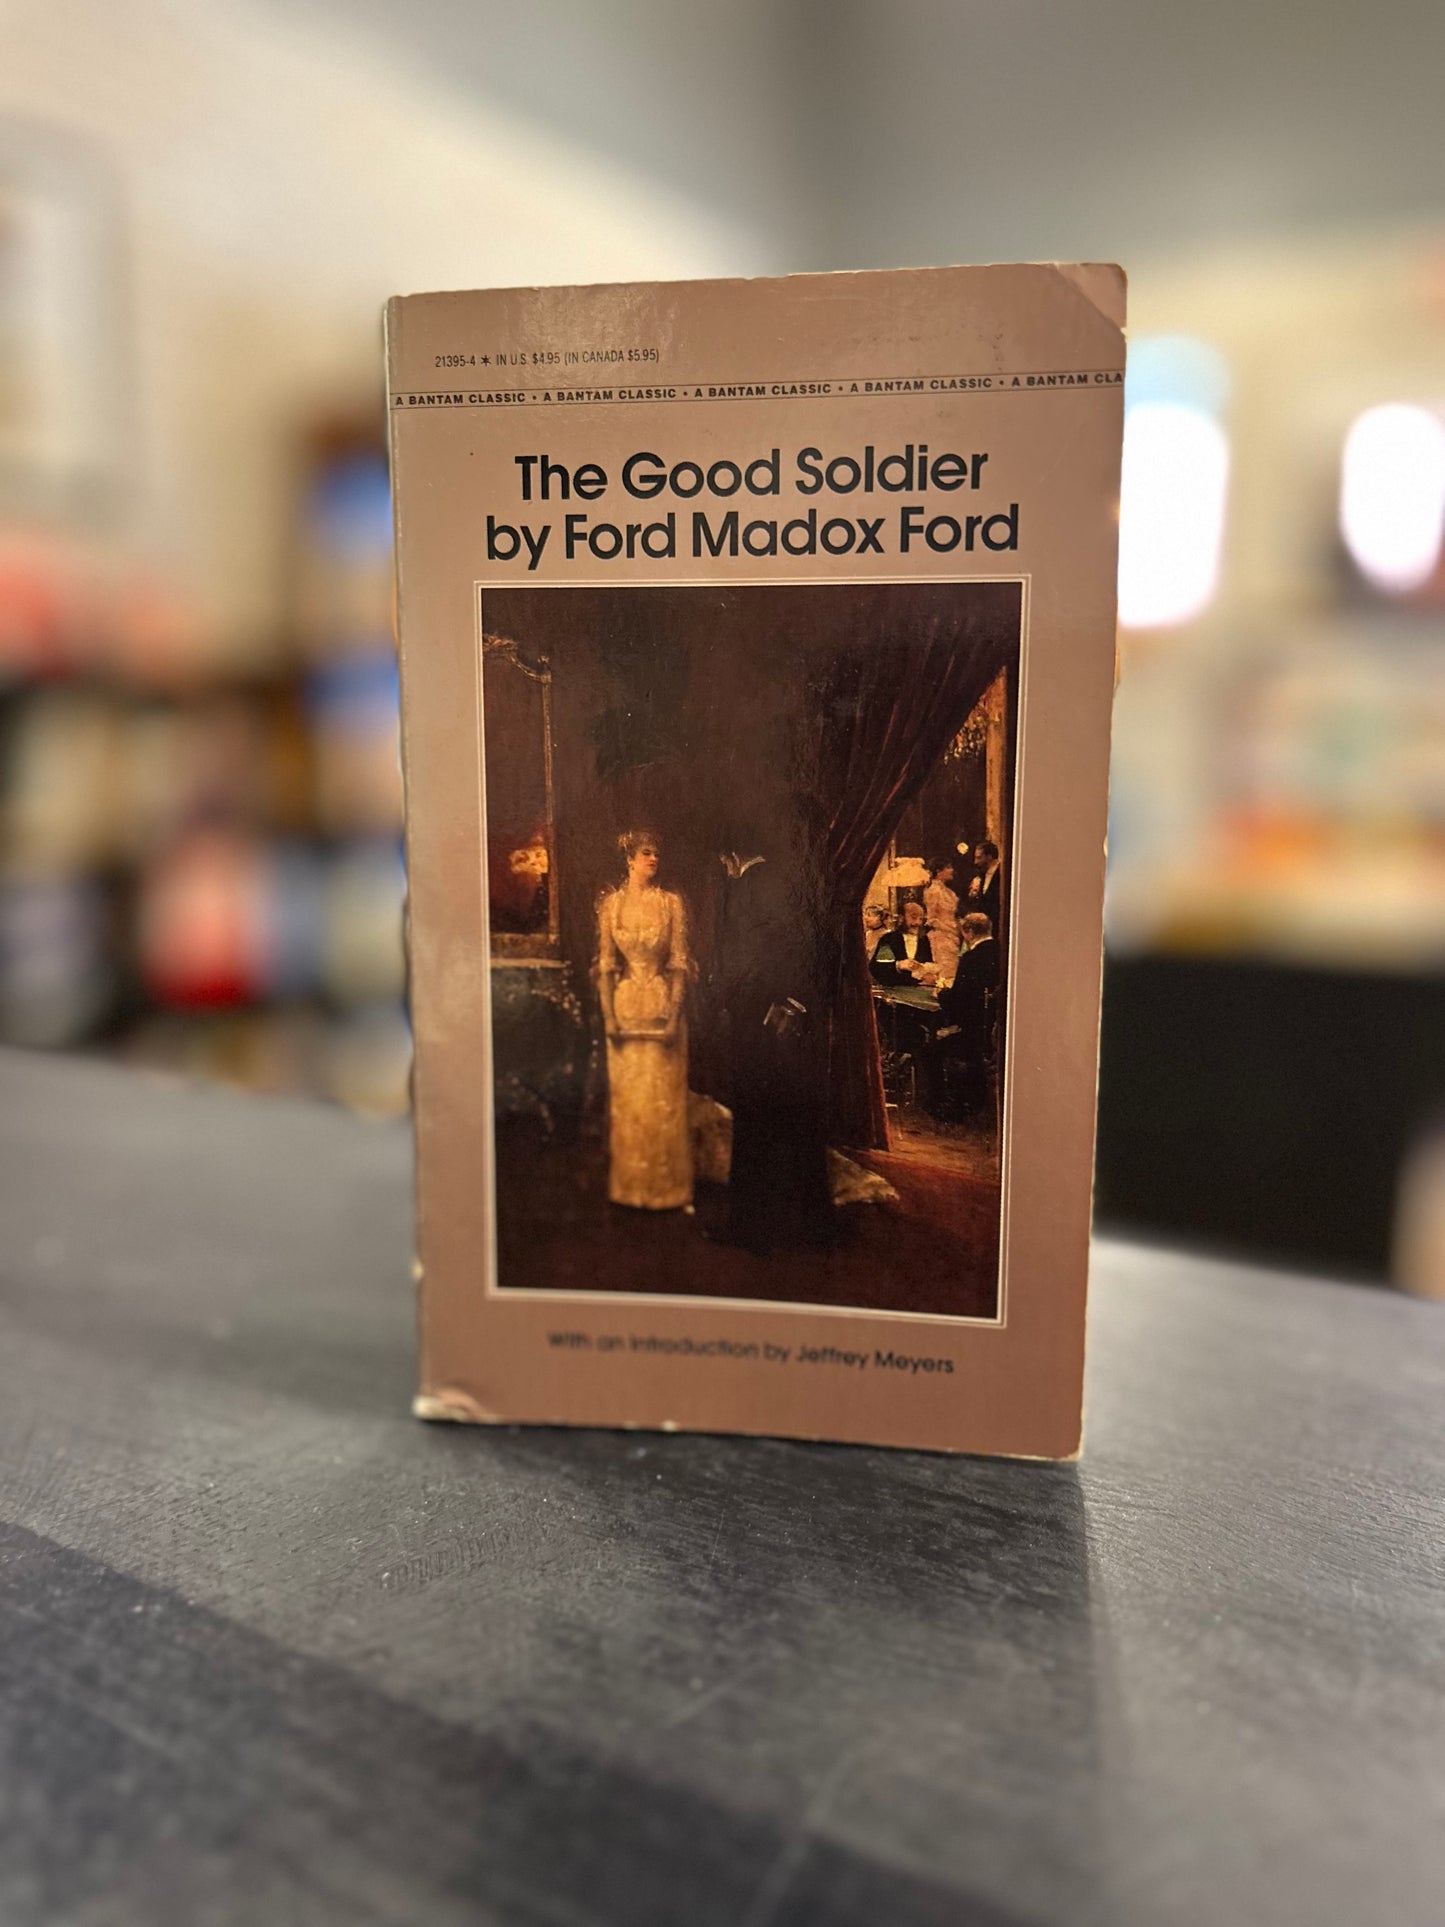 21395-4 * IN U.S. $4.95 (IN CANADA $5.95)
A BANTAM CLASSIC • A BANTAM CLASSIC • A BANTAM CLASSIC • A BANTAM CLASSIC • A BANTAM CLA
The Good Soldier
by Ford Madox Ford
With an introduction by Jeffrey Meyers